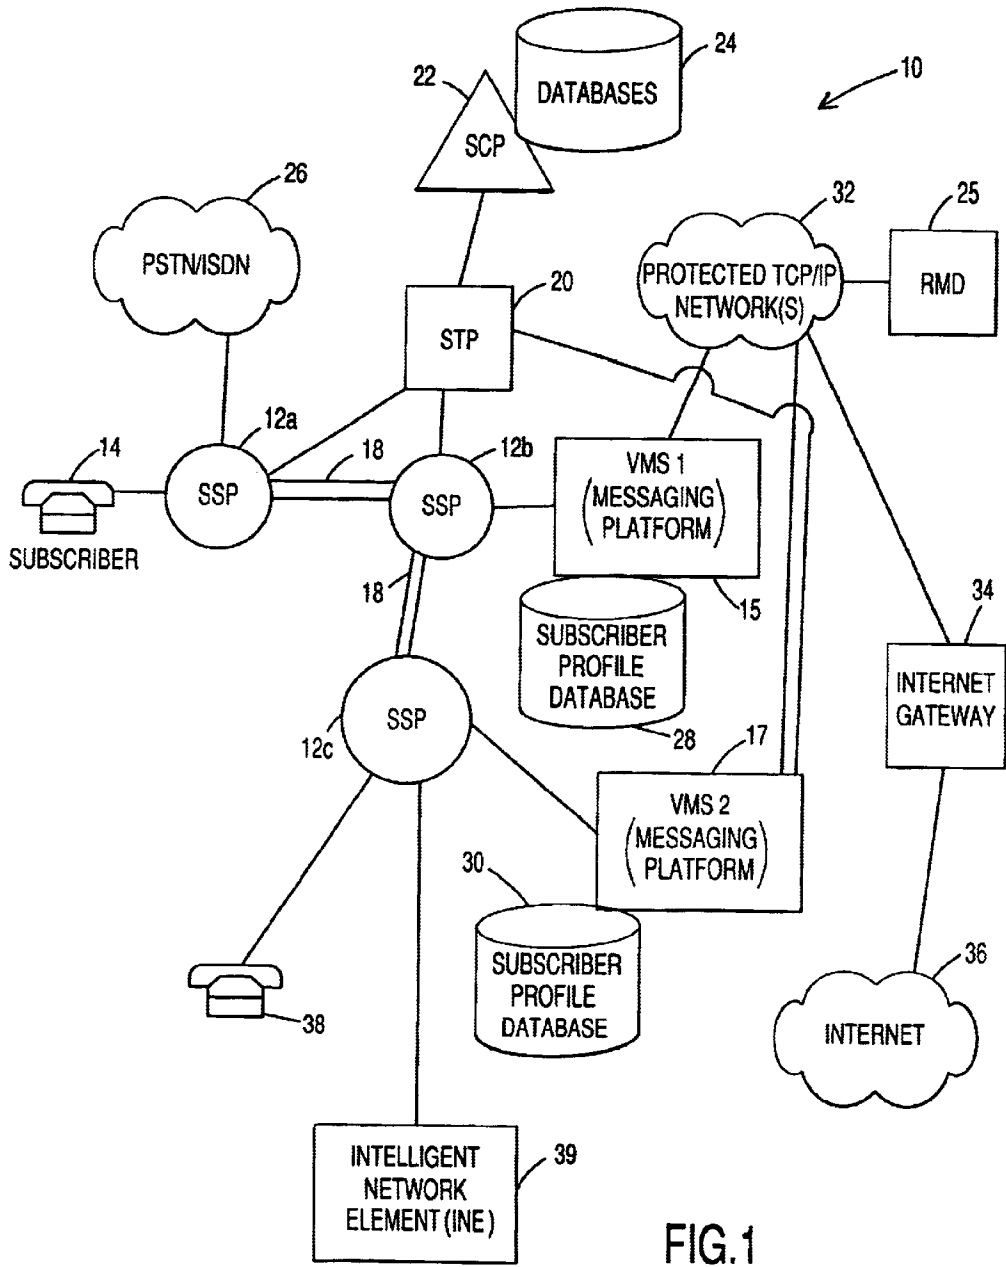 24
DATABASES
10
22
SCP
26
PSTN/ISDN
32
25
PROTECTED TCP/IP
NETWORK(S)
RMD
20
STP
12a
14
18
12b
SSP
SSP
SUBSCRIBER
VMS 1
(MESSAGING
PLATFORM)
18
15
34
SUBSCRIBER
PROFILE
DATABASE
INTERNET
GATEWAY
SSP
12c
28
17
VMS 2
(MESSAGING
PLATFORM)
30
SUBSCRIBER
PROFILE
DATABASE
36
INTERNET
38
INTELLIGENT
NETWORK
ELEMENT (INE)
39
FIG.1